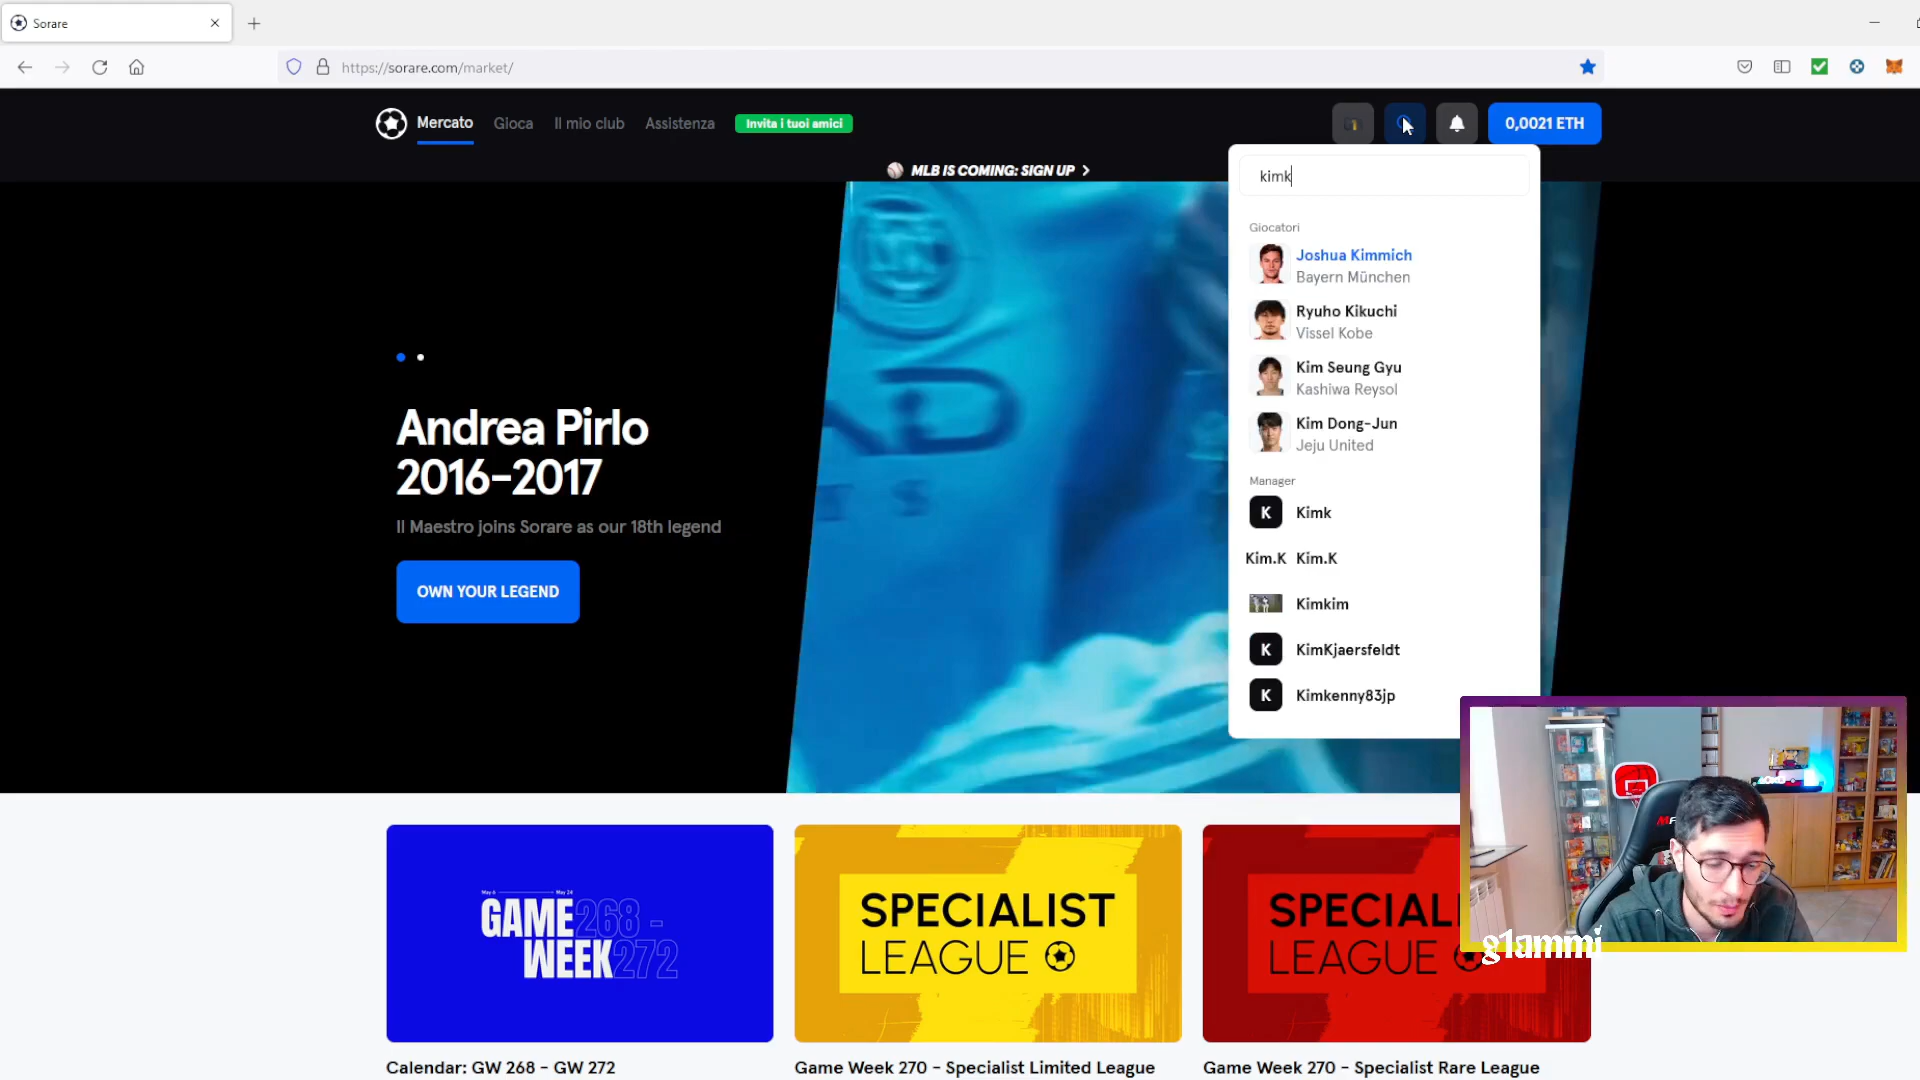 Sorare
https://sorare.com/market/
Mercato Gioca Il mio club Assistenza Invita i tuoi amici
0,0021 ETH
MLB IS COMING: SIGN UP
kimk
Giocatori
Joshua Kimmich
Bayern München
Ryuho Kikuchi
Vissel Kobe
Kim Seung Gyu
Kashiwa Reysol
Kim Dong-Jun
Jeju United
Manager
K Kimk
Kim.K Kim.K
Kimkim
K KimKjaersfeldt
K Kimkenny83jp
Andrea Pirlo
2016-2017
Il Maestro joins Sorare as our 18th legend
OWN YOUR LEGEND
May 6 May 24
GAME 268 -
WEEK 272
SPECIALIST
LEAGUE
SPECIAL
LEAGUE
g1ammi
Calendar: GW 268 - GW 272
Game Week 270 - Specialist Limited League
Game Week 270 - Specialist Rare League